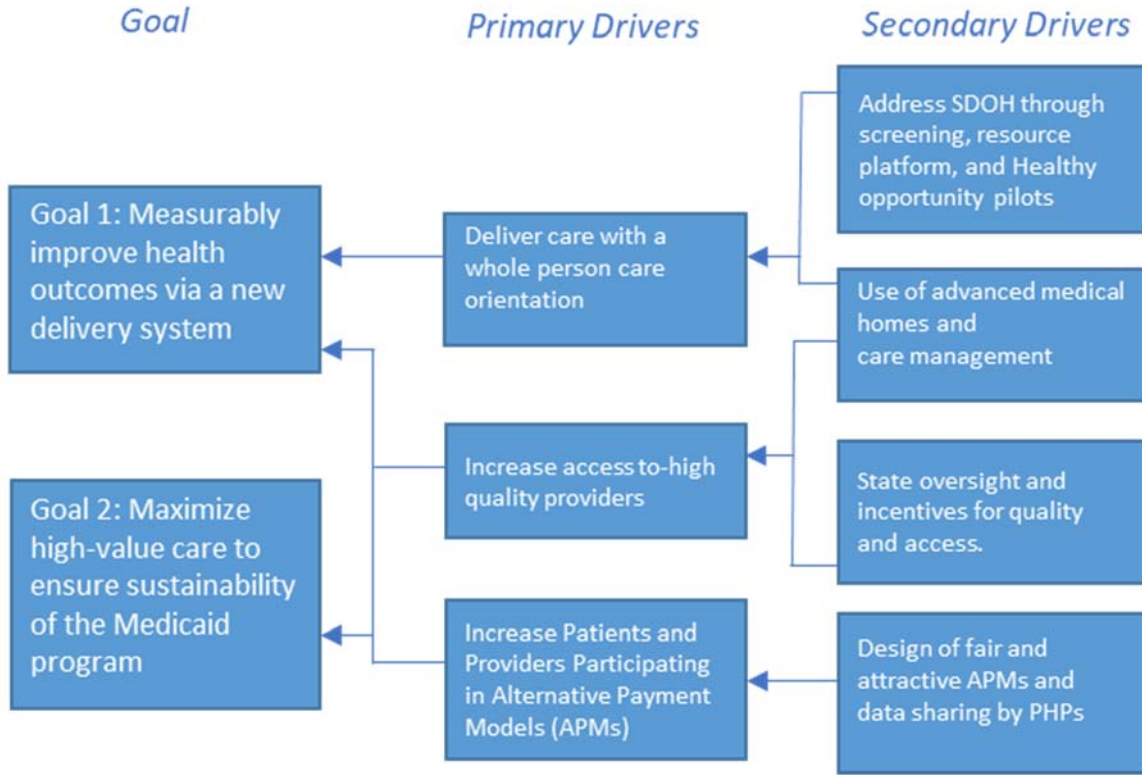 Goal
Primary Drivers
Secondary Drivers
Goal 1: Measurably
improve health
outcomes via a new
delivery system
Goal 2: Maximize
high-value care to
ensure sustainability
of the Medicaid
program
Deliver care with a
whole person care
orientation
Increase access to-high
quality providers
Increase Patients and
Providers Participating
in Alternative Payment
Models (APMs)
Address SDOH through
screening, resource
platform, and Healthy
opportunity pilots
Use of advanced medical
homes and
care management
State oversight and
incentives for quality
and access.
Design of fair and
attractive APMs and
data sharing by PHPs